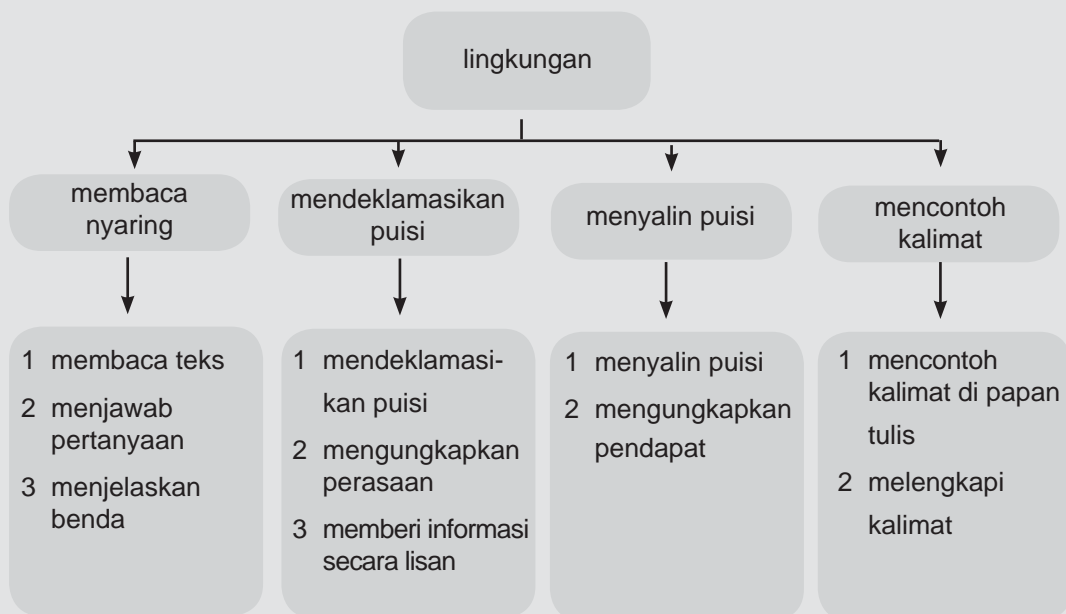 lingkungan
membaca
nyaring
mendeklamasikan
puisi
menyalin puisi
mencontoh
kalimat
1 membaca teks
2 menjawab
pertanyaan
3 menjelaskan
benda
1 mendeklamasi-
kan puisi
2 mengungkapkan
perasaan
3 memberi informasi
secara lisan
1 menyalin puisi
2 mengungkapkan
pendapat
1 mencontoh
kalimat di papan
tulis
2 melengkapi
kalimat